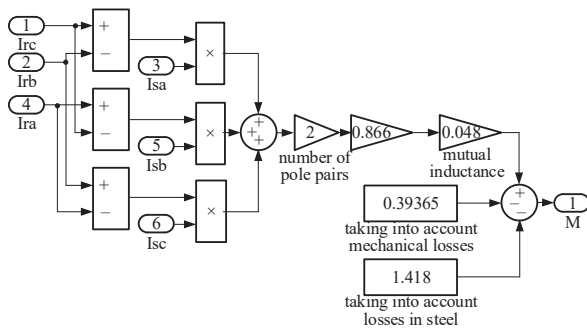 1
Irc
2
Irb
4
Ira
+
−
+
−
+
−
3
Isa
5
Isb
6
Isc
×
×
×
+
+
+
2
number of
pole pairs
0.866
0.048
mutual
inductance
0.39365
taking into account
mechanical losses
1.418
taking into account
losses in steel
+
−
−
1
M